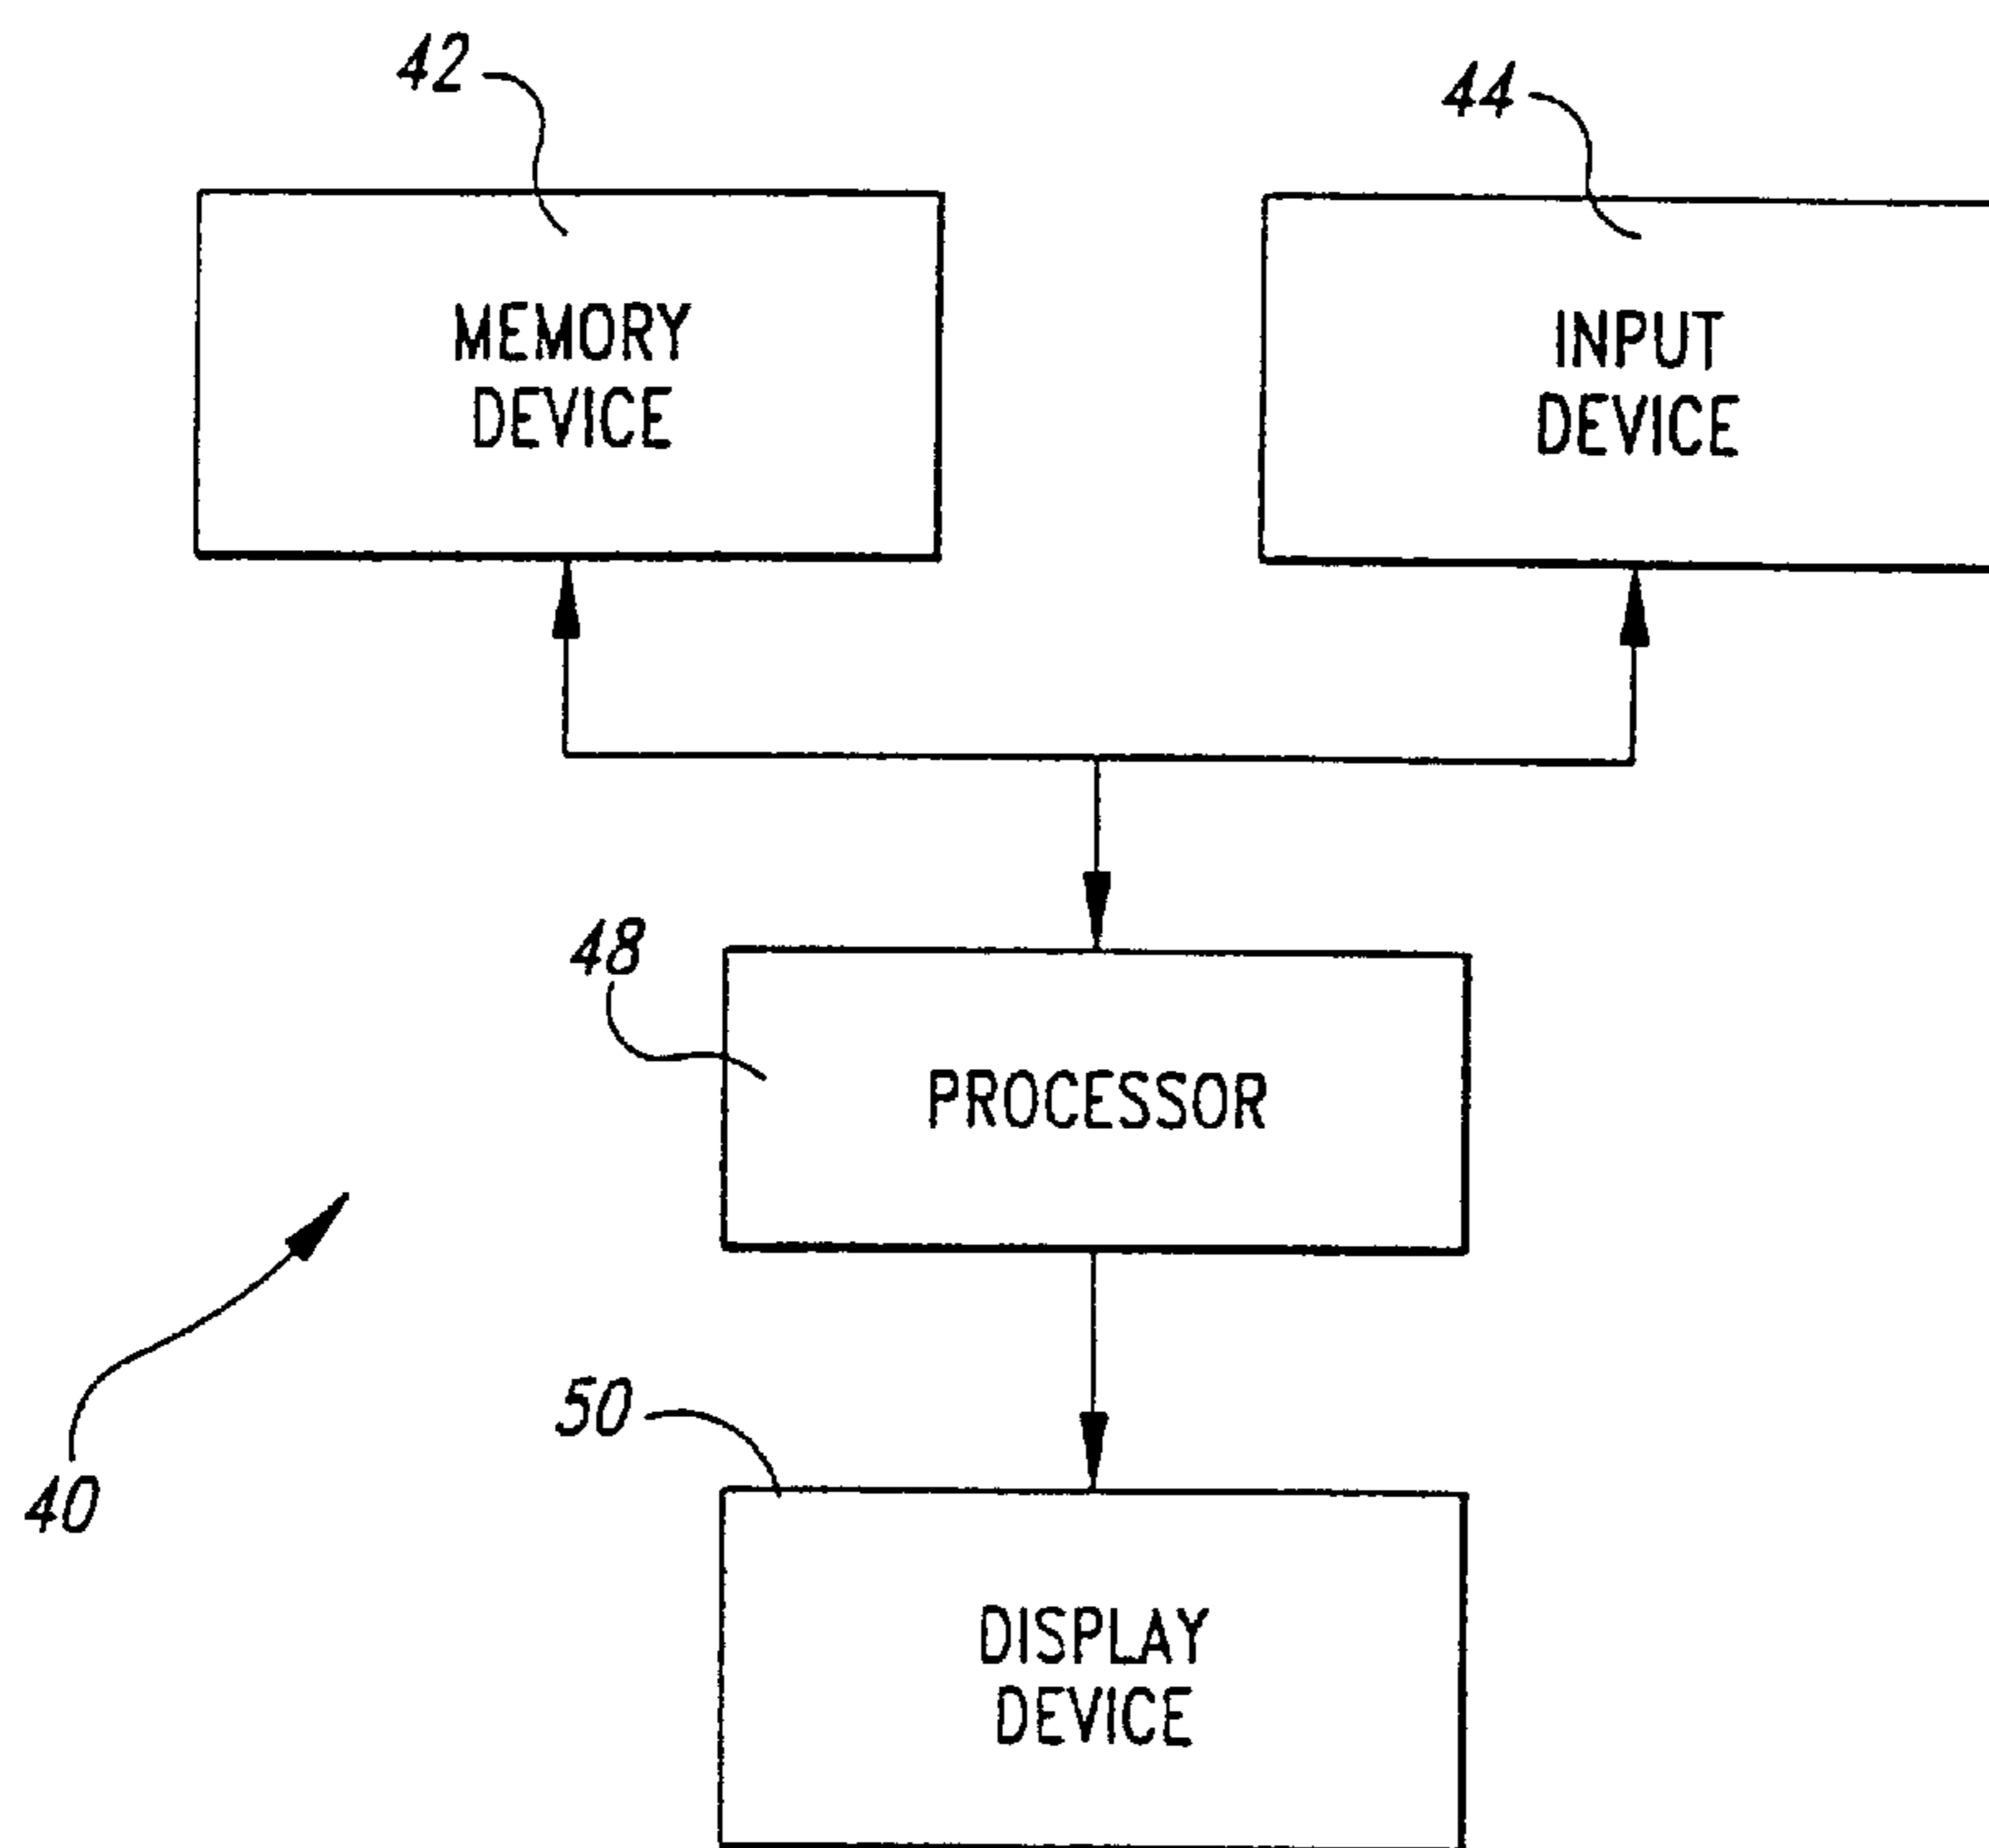 42
44
MEMORY
DEVICE
INPUT
DEVICE
48
PROCESSOR
50
40
DISPLAY
DEVICE